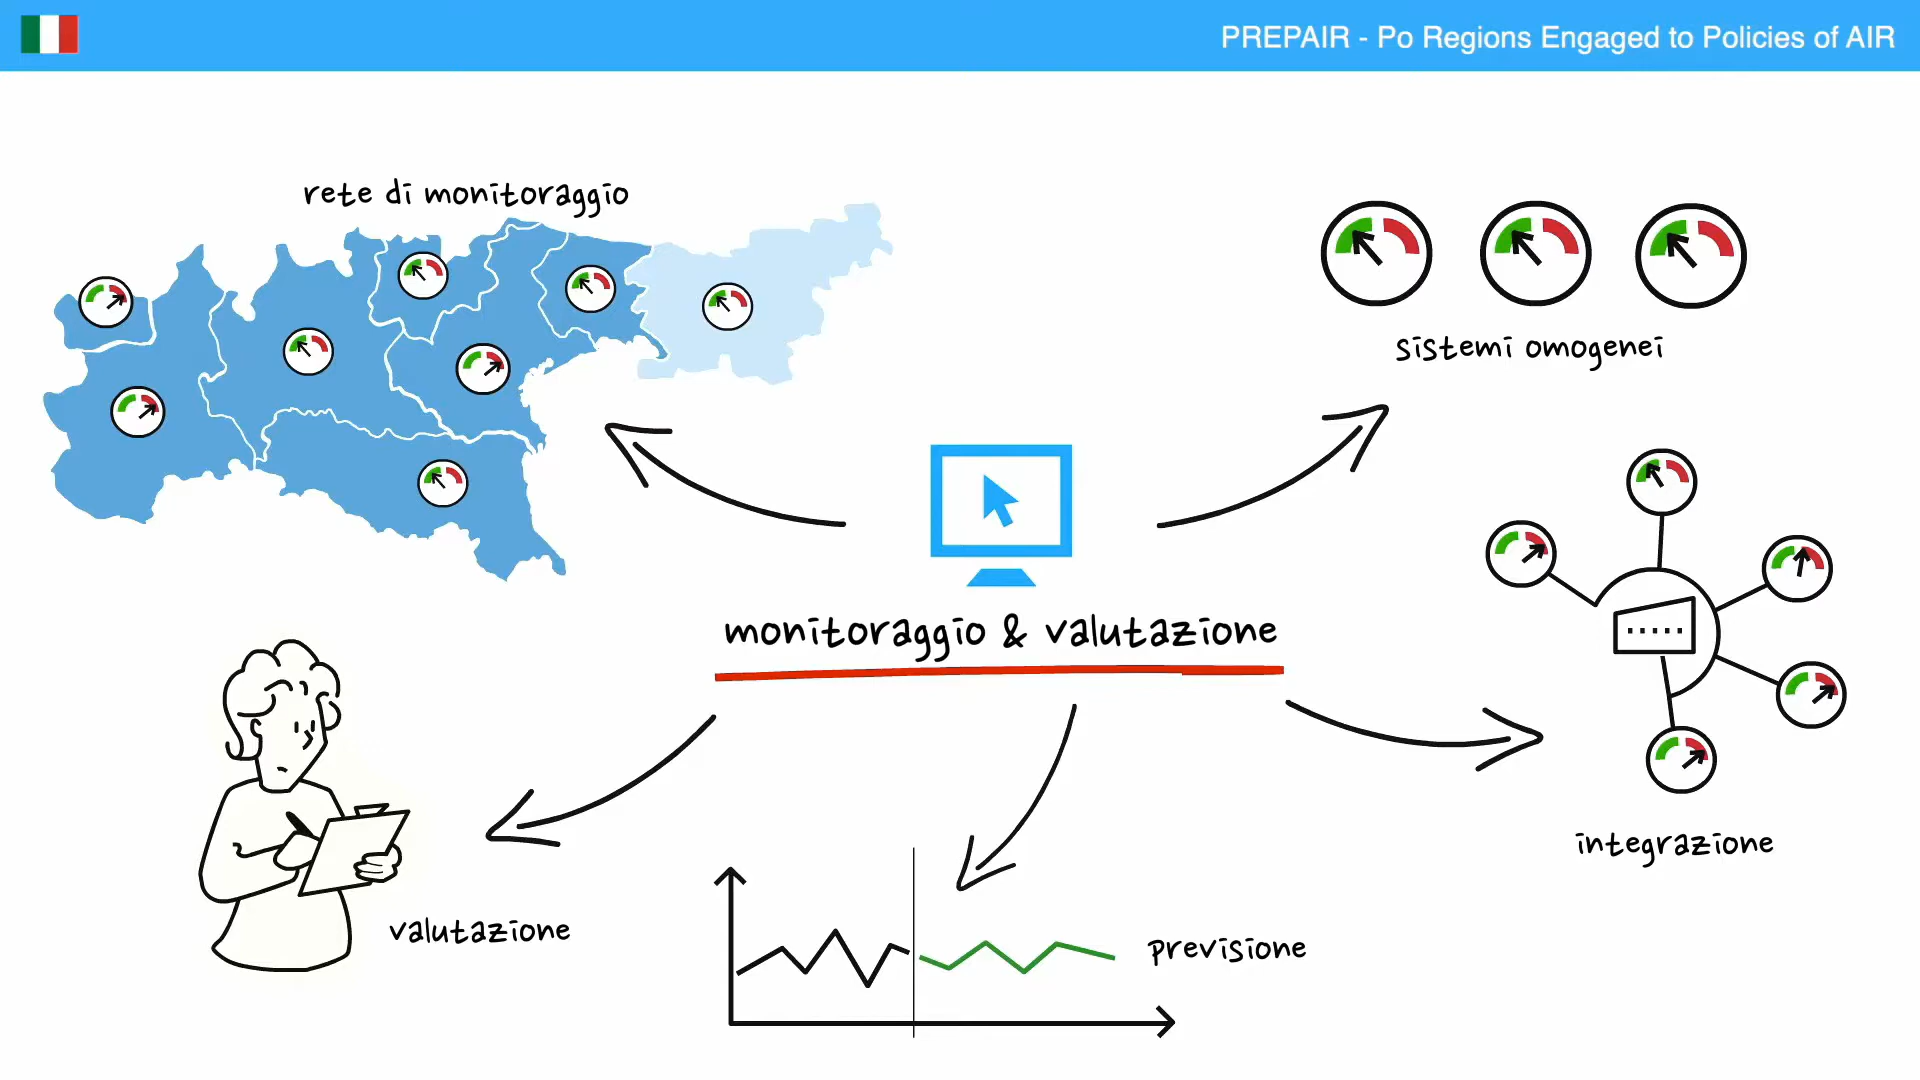 PREPAIR - Po Regions Engaged to Policies of AIR
rete di monitoraggio
sistemi omogenei
monitoraggio & valutazione
integrazione
valutazione
previsione